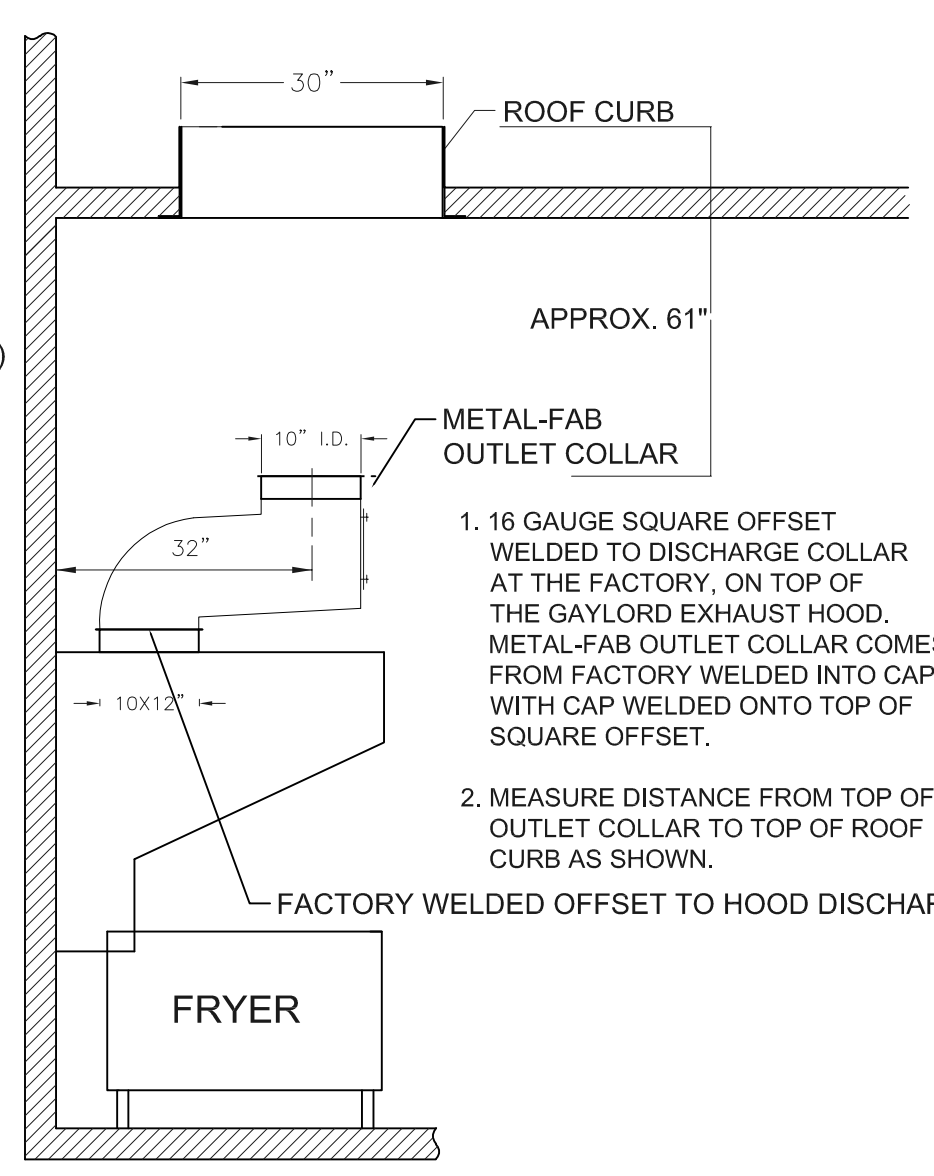 30"
ROOF CURB
APPROX. 61"
METAL-FAB
OUTLET COLLAR
10" I.D.
32"
10X12"
1. 16 GAUGE SQUARE OFFSET
WELDED TO DISCHARGE COLLAR
AT THE FACTORY, ON TOP OF
THE GAYLORD EXHAUST HOOD.
METAL-FAB OUTLET COLLAR COMES
FROM FACTORY WELDED INTO CAP
WITH CAP WELDED ONTO TOP OF
SQUARE OFFSET.
2. MEASURE DISTANCE FROM TOP OF
OUTLET COLLAR TO TOP OF ROOF
CURB AS SHOWN.
FACTORY WELDED OFFSET TO HOOD
FRYER